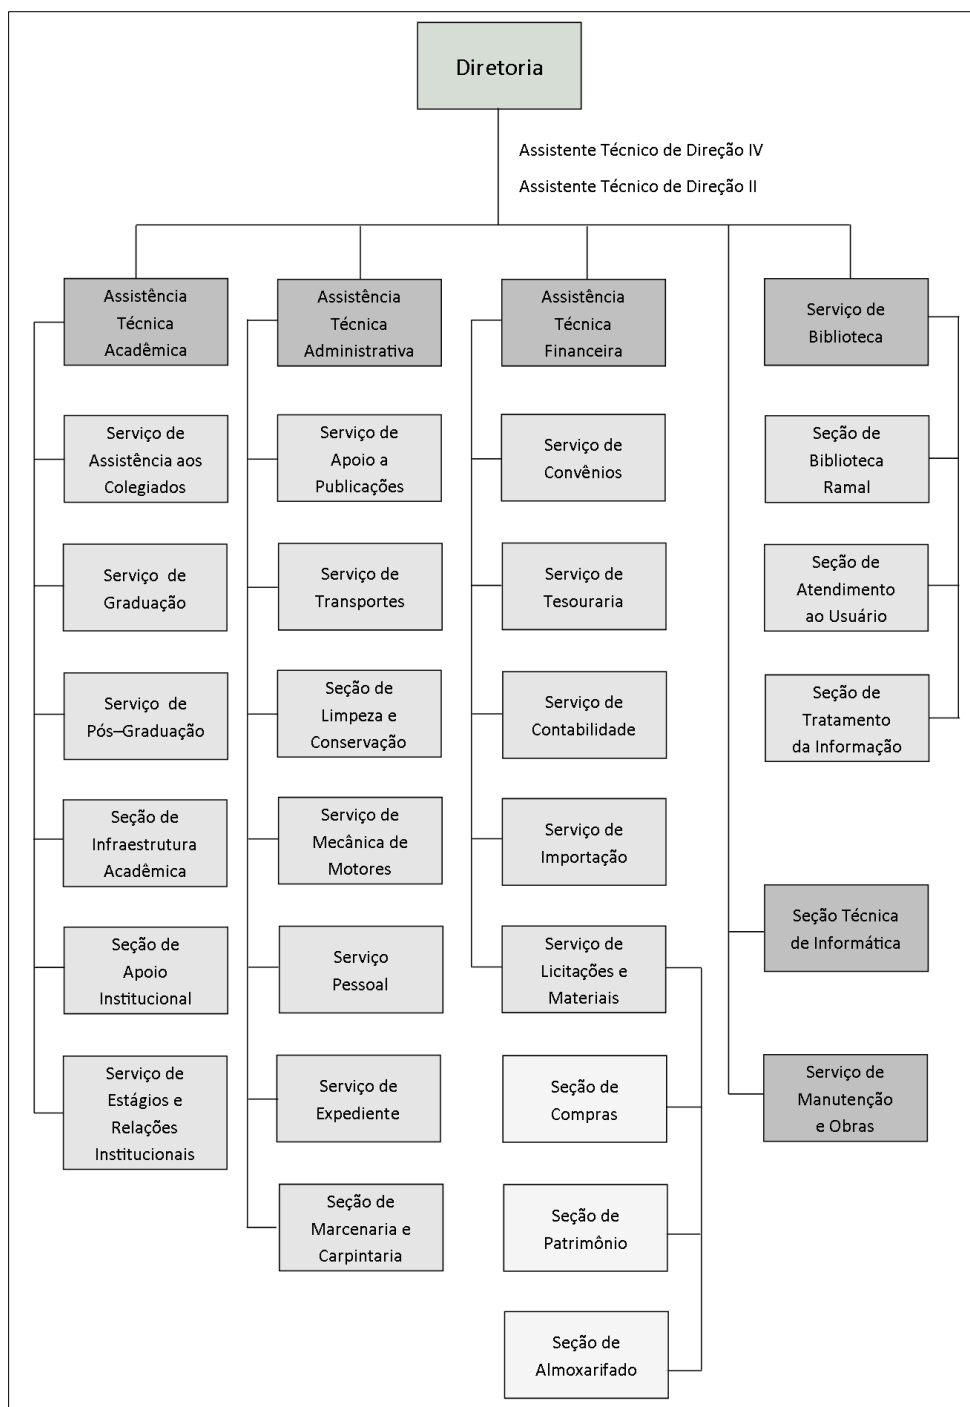 Diretoria
Assistente Técnico de Direção IV
Assistente Técnico de Direção II
Assistência
Técnica
Acadêmica
Serviço de
Assistência aos
Colegiados
Serviço de
Graduação
Serviço de
Pós–Graduação
Seção de
Infraestrutura
Acadêmica
Seção de
Apoio
Institucional
Serviço de
Estágios e
Relações
Institucionais
Assistência
Técnica
Administrativa
Serviço de
Apoio a
Publicações
Serviço de
Transportes
Seção de
Limpeza e
Conservação
Serviço de
Mecânica de
Motores
Serviço
Pessoal
Serviço de
Expediente
Seção de
Marcenaria e
Carpintaria
Assistência
Técnica
Financeira
Serviço de
Convênios
Serviço de
Tesouraria
Serviço de
Contabilidade
Serviço de
Importação
Serviço de
Licitações e
Materiais
Seção de
Compras
Seção de
Patrimônio
Seção de
Almoxarifado
Serviço de
Biblioteca
Seção de
Biblioteca
Ramal
Seção de
Atendimento
ao Usuário
Seção de
Tratamento
da Informação
Seção Técnica
de Informática
Serviço de
Manutenção
e Obras